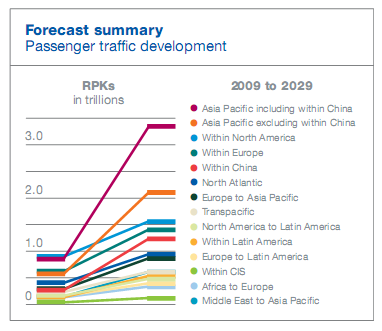 Forecast summary
Passenger traffic development
RPKs
in trillions
2009 to 2029
3.0
2.0
1.0
0
Asia Pacific including within China
Asia Pacific excluding within China
Within North America
Within Europe
Within China
North Atlantic
Europe to Asia Pacific
Transpacific
North America to Latin America
Within Latin America
Europe to Latin America
Within CIS
Africa to Europe
Middle East to Asia Pacific